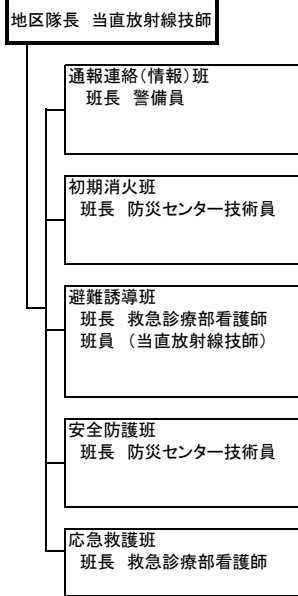 地区隊長 当直放射線技師
通報連絡(情報)班
班長 警備員
初期消火班
班長 防災センター技術員
避難誘導班
班長 救急診療部看護師
班員 (当直放射線技師)
安全防護班
班長 防災センター技術員
応急救護班
班長 救急診療部看護師